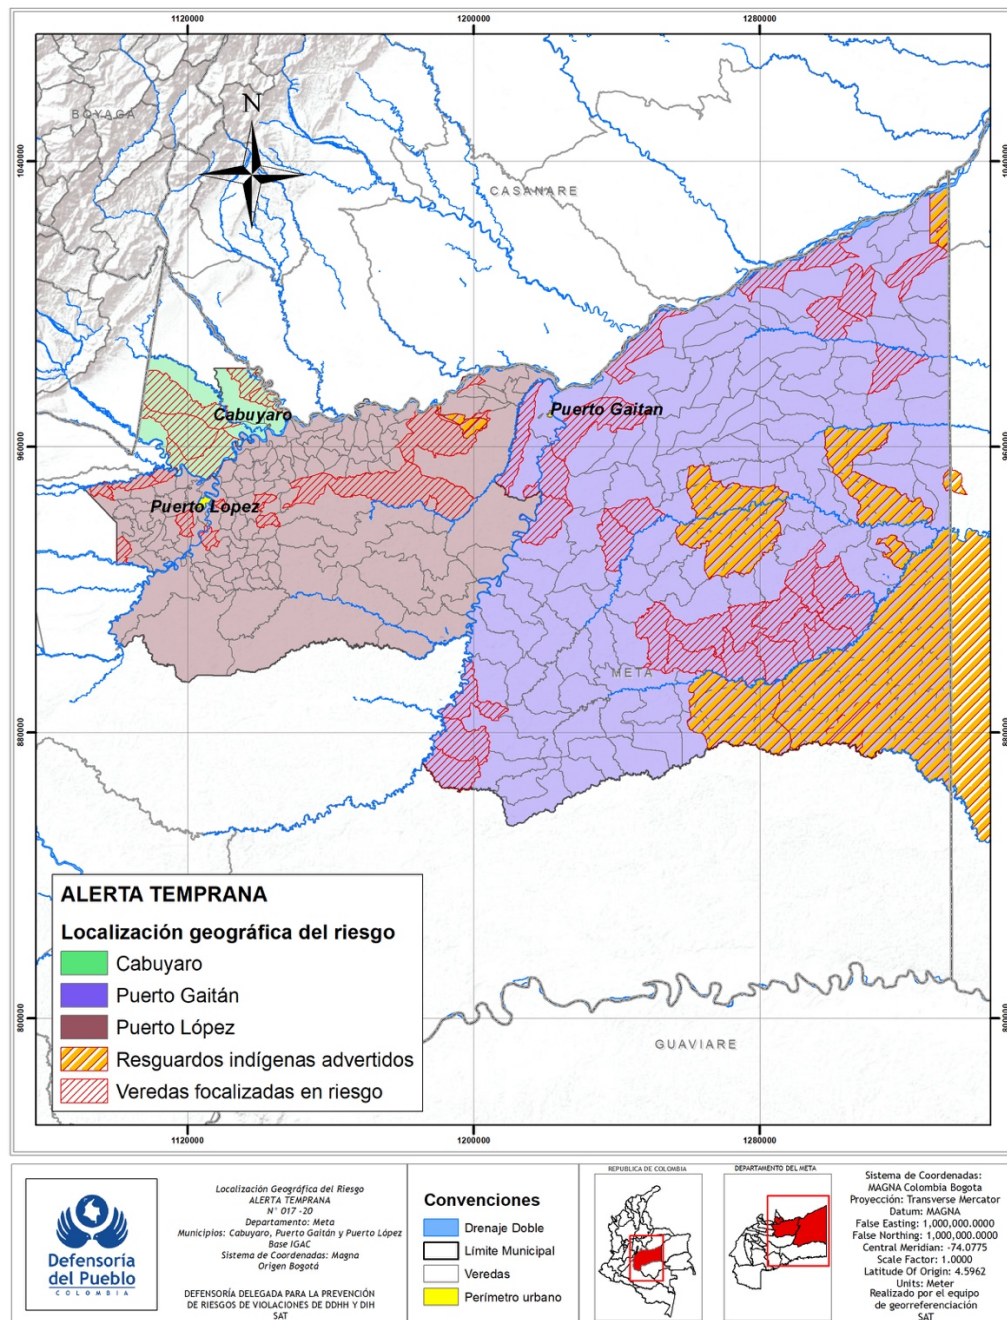 1120000
1200000
1280000
N
BOYACA
1040000
1040000
CASANARE
Cabuyaro
Puerto Gaitan
960000
960000
Puerto López
META
880000
880000
ALERTA TEMPRANA
Localización geográfica del riesgo
Cabuyaro
Puerto Gaitán
Puerto López
Resguardos indígenas advertidos
Veredas focalizadas en riesgo
800000
800000
GUAVIARE
1120000
1200000
1280000
Defensoría
del Pueblo
COLOMBIA
Localización Geográfica del Riesgo
ALERTA TEMPRANA
N° 017 -20
Departamento: Meta
Municipios: Cabuyaro, Puerto Gaitán y Puerto López
Base IGAC
Sistema de Coordenadas: Magna
Origen Bogotá
DEFENSORÍA DELEGADA PARA LA PREVENCIÓN
DE RIESGOS DE VIOLACIONES DE DDHH Y DIH
SAT
Convenciones
Drenaje Doble
Límite Municipal
Veredas
Perímetro urbano
REPUBLICA DE COLOMBIA
DEPARTAMENTO DEL META
Sistema de Coordenadas:
MAGNA Colombia Bogota
Proyección: Transverse Mercator
Datum: MAGNA
False Easting: 1,000,000.0000
False Northing: 1,000,000.0000
Central Meridian: -74.0775
Scale Factor: 1.0000
Latitude Of Origin: 4.5962
Units: Meter
Realizado por el equipo
de georreferenciación
SAT